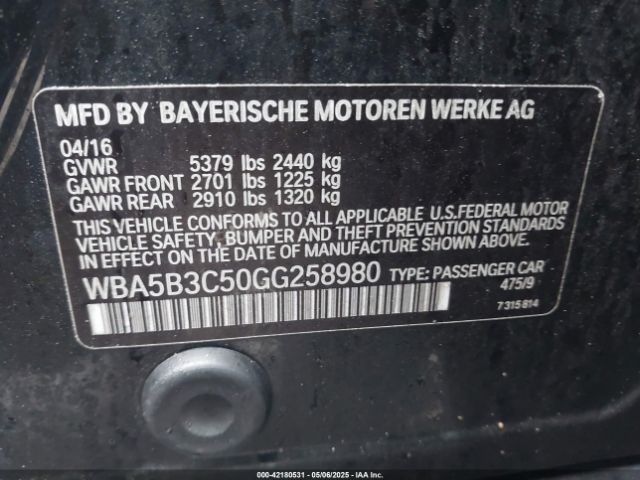 MFD BY BAYERISCHE MOTOREN WERKE AG
04/16
GVWR 5379 lbs 2440 kg
GAWR FRONT 2701 lbs 1225 kg
GAWR REAR 2910 lbs 1320 kg
THIS VEHICLE CONFORMS TO ALL APPLICABLE U.S.FEDERAL MOTOR
VEHICLE SAFETY, BUMPER AND THEFT PREVENTION STANDARDS
IN EFFECT ON THE DATE OF MANUFACTURE SHOWN ABOVE.
WBA5B3C50GG258980 TYPE: PASSENGER CAR
475/9
7315814
000-42180531 - 05/06/2025 - IAA Inc.